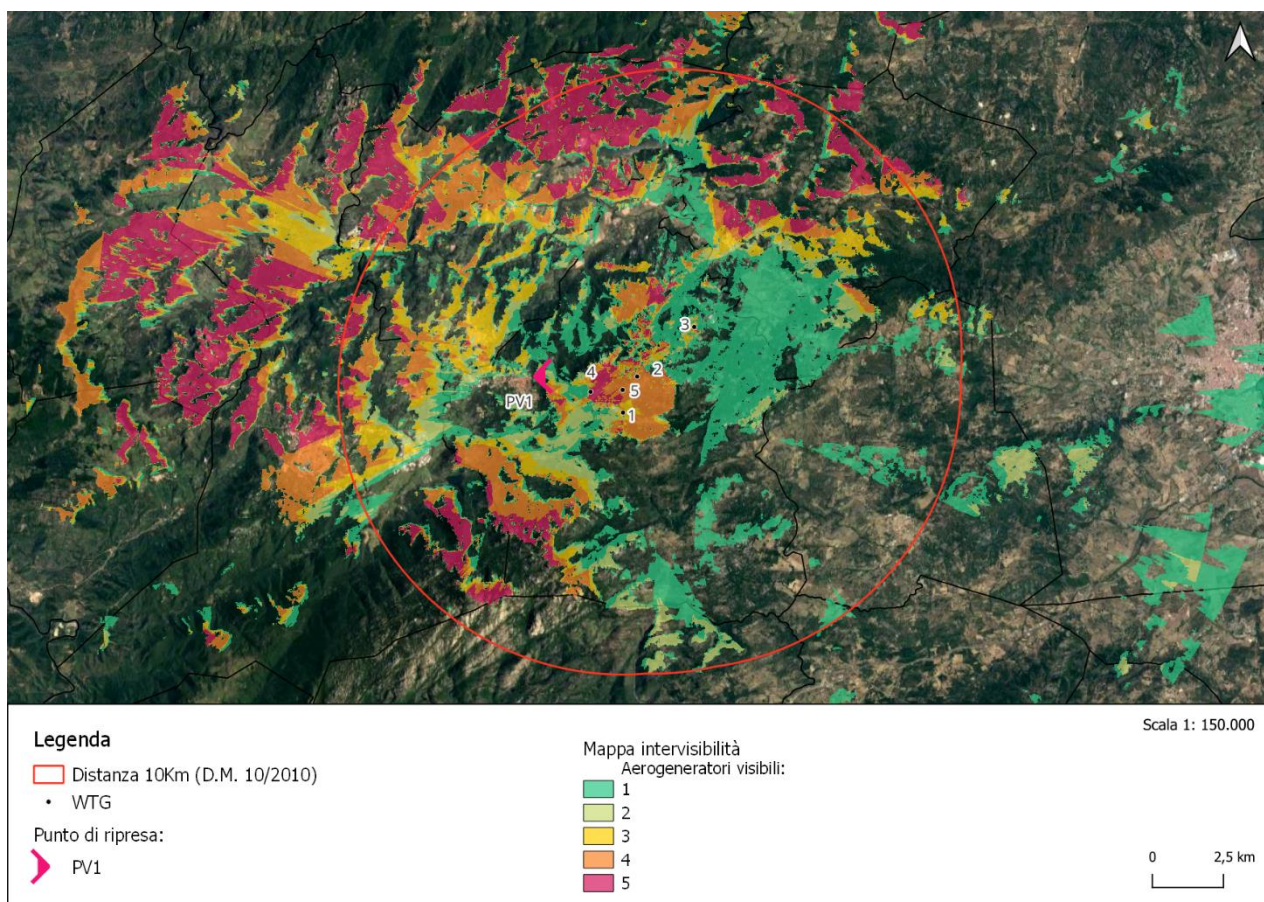 3
4
2
5
PV1
1
Scala 1: 150.000
Legenda
Distanza 10Km (D.M. 10/2010)
WTG
Punto di ripresa:
PV1
Mappa intervisibilità
Aerogeneratori visibili:
1
2
3
4
5
0 2,5 km